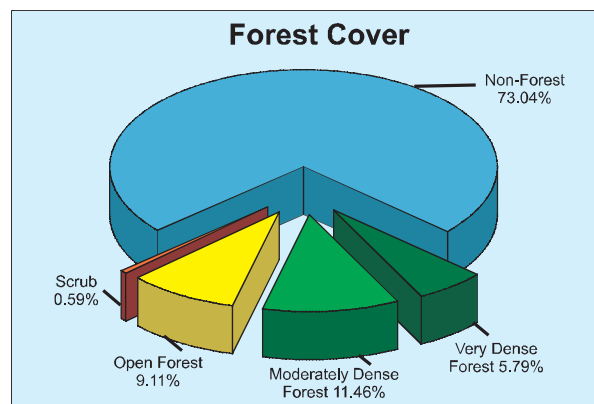 Forest Cover
Non-Forest
73.04%
Scrub
0.59%
Open Forest
9.11%
Moderately Dense
Forest 11.46%
Very Dense
Forest 5.79%